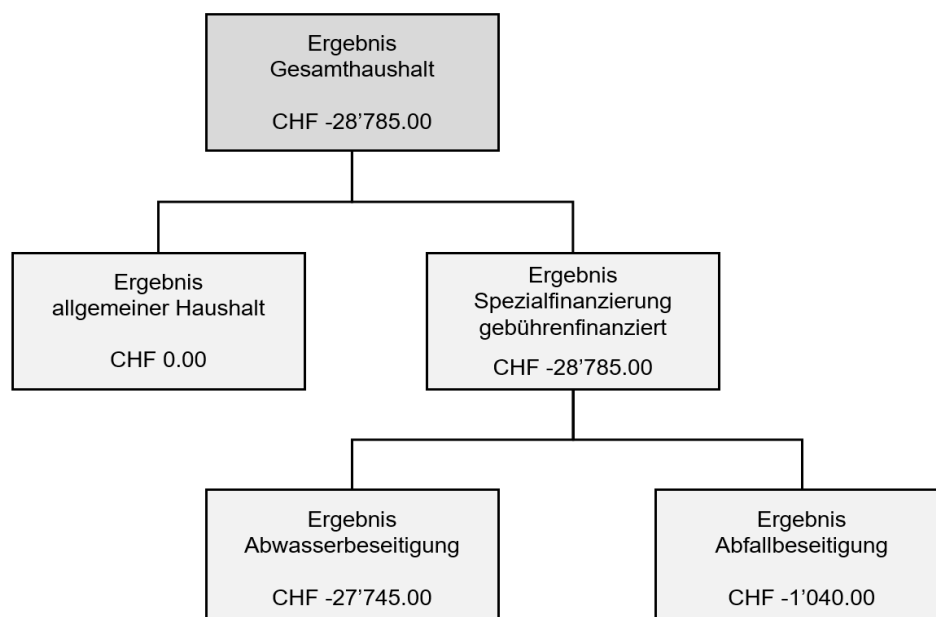 Ergebnis
Gesamthaushalt
CHF -28’785.00
Ergebnis
allgemeiner Haushalt
CHF 0.00
Ergebnis
Spezialfinanzierung
gebührenfinanziert
CHF -28’785.00
Ergebnis
Abwasserbeseitigung
CHF -27’745.00
Ergebnis
Abfallbeseitigung
CHF -1’040.00